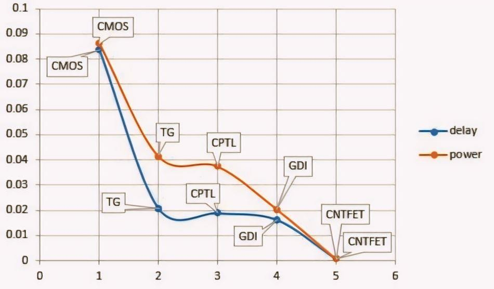 0.1
0.09
0.08
0.07
0.06
0.05
0.04
0.03
0.02
0.01
0
0 1 2 3 4 5 6
CMOS
CMOS
TG
TG
CPTL
CPTL
GDI
GDI
CNTFET
CNTFET
delay
power